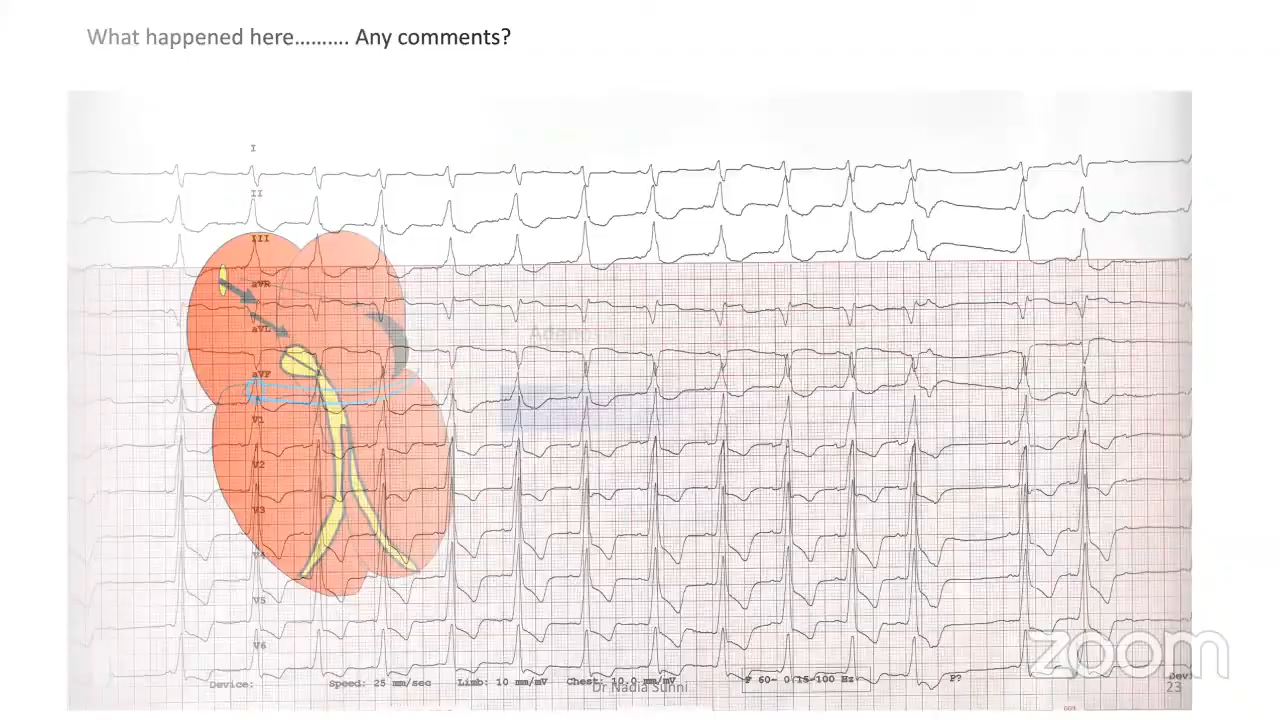 What happened here………. Any comments?
I
II
III
aVR
aVL
aVF
V1
V2
V3
V4
V5
V6
Device:
Speed: 25 mm/sec
Limb: 10 mm/mV
Chest: 10.0 mm/mV
Dr Nadia Sunni
F 60~ 0.15-100 Hz
P?
Dev:
23
zoom